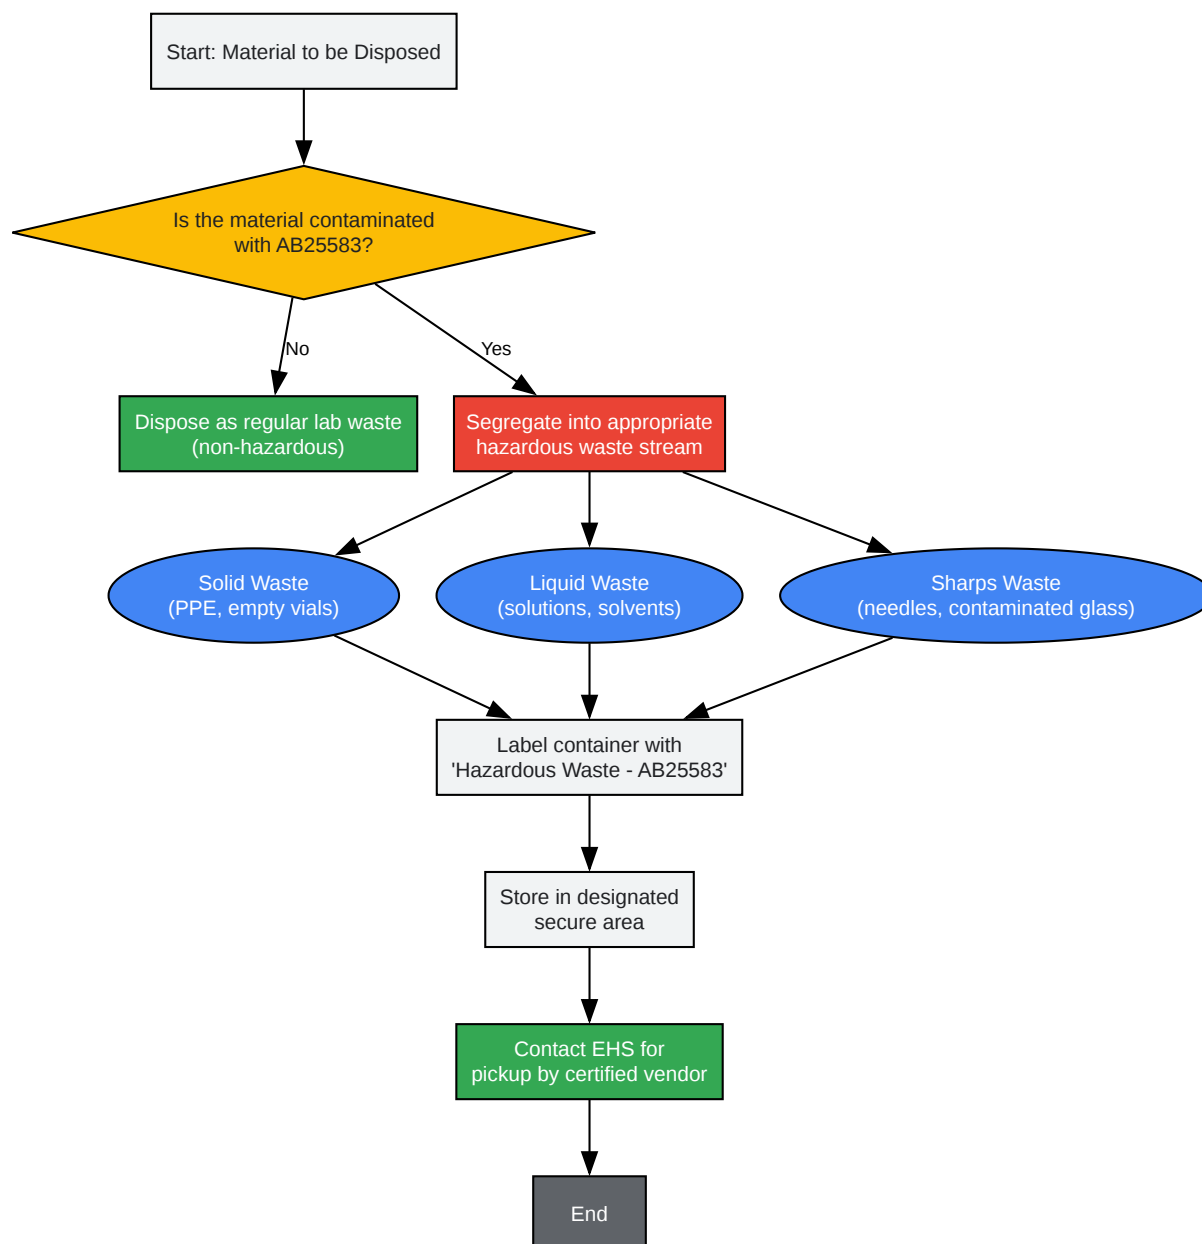 Start: Material to be Disposed
Is the material contaminated
with AB25583?
No
Yes
Dispose as regular lab waste
(non-hazardous)
Segregate into appropriate
hazardous waste stream
Solid Waste
(PPE, empty vials)
Liquid Waste
(solutions, solvents)
Sharps Waste
(needles, contaminated glass)
Label container with
'Hazardous Waste - AB25583'
Store in designated
secure area
Contact EHS for
pickup by certified vendor
End